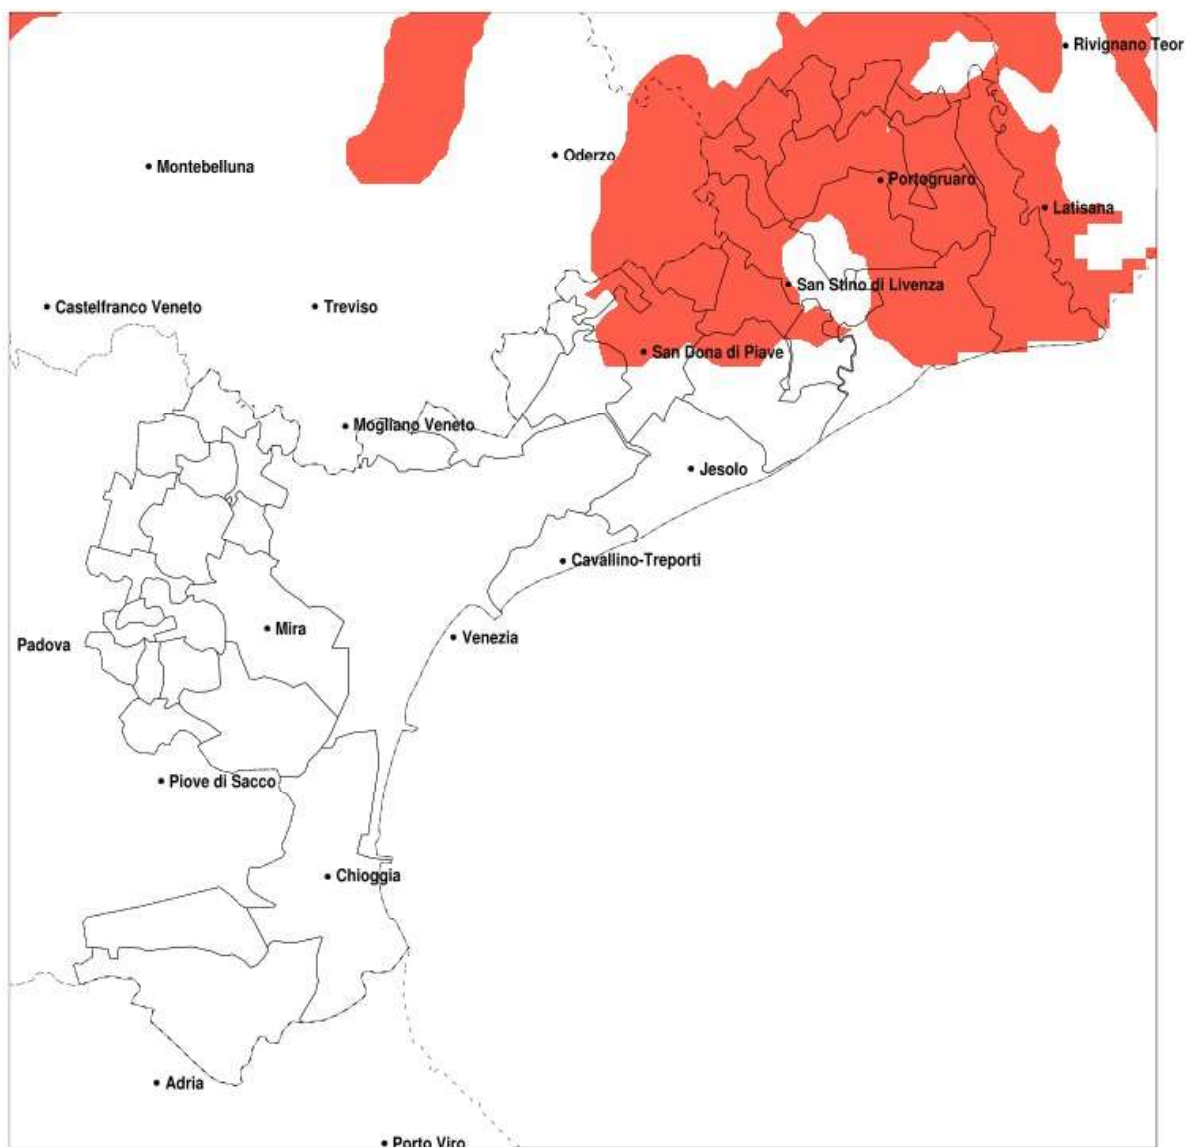 Rivignano Teor
Oderzo
Montebelluna
Portogruaro
Latisana
San Stino di Livenza
Castelfranco Veneto
Treviso
San Dona di Piave
Mogliano Veneto
Jesolo
Cavallino-Treporti
Mira
Venezia
Padova
Piove di Sacco
Chioggia
Adria
Porto Viro